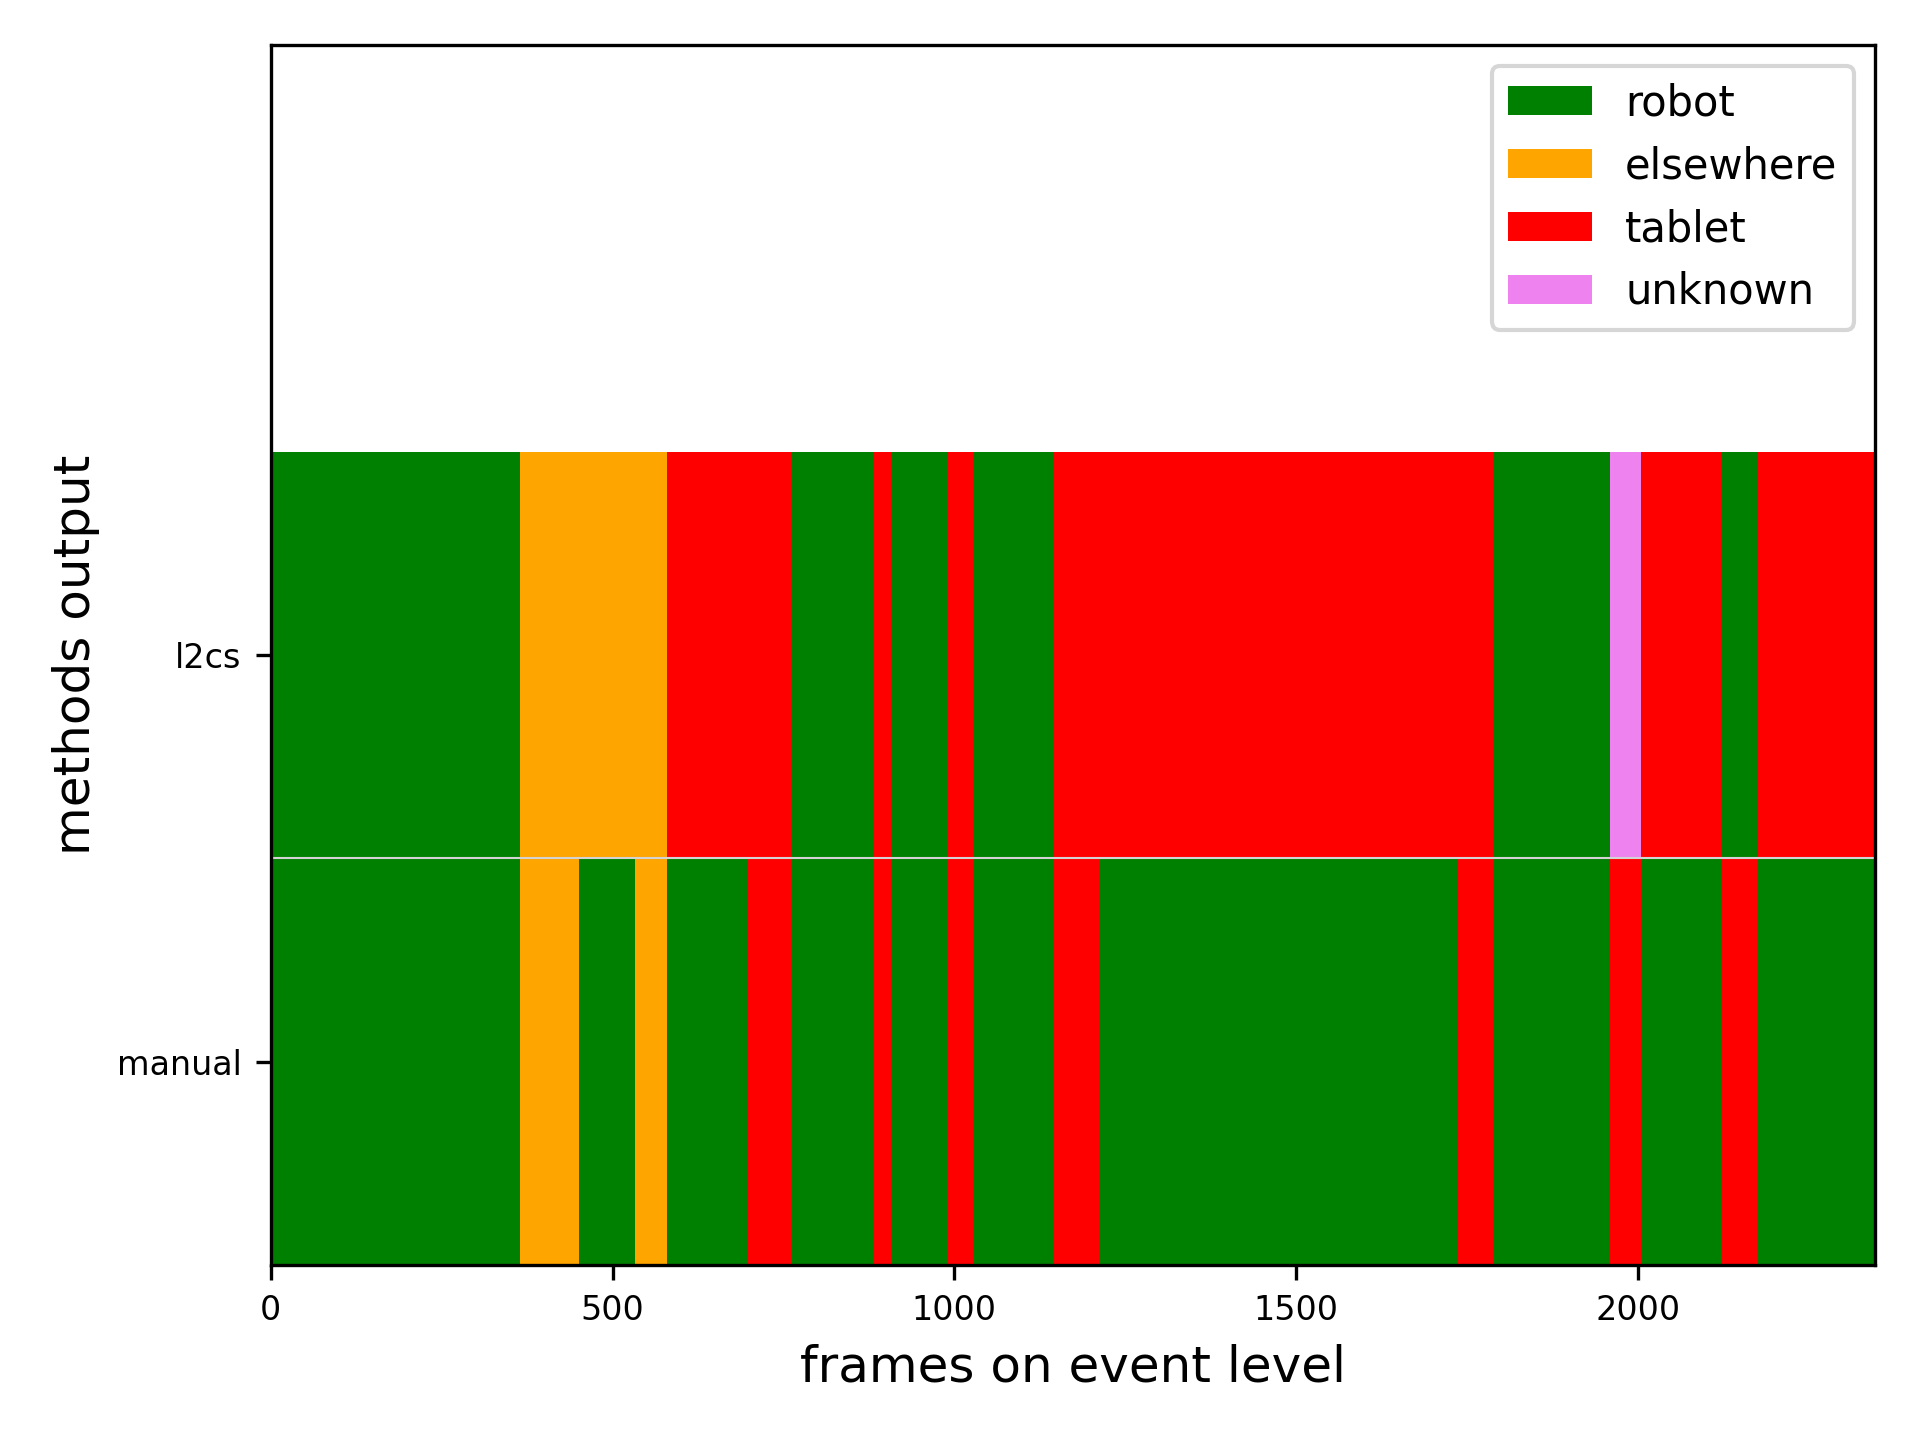 robot
elsewhere
tablet
unknown
methods output
l2cs
manual
0 500 1000 1500 2000
frames on event level